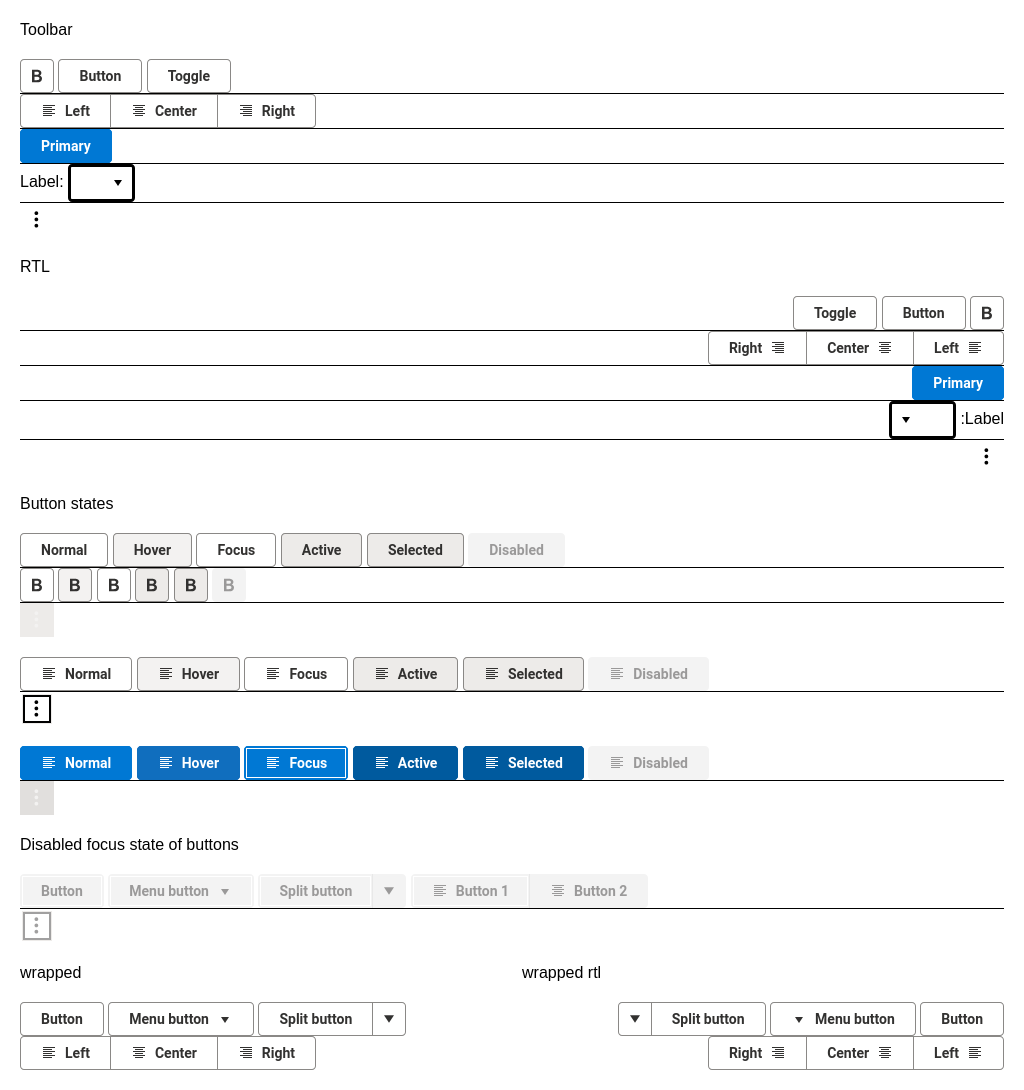 Toolbar
B Button Toggle
Left Center Right
Primary
Label:
RTL
Toggle Button B
Right Center Left
Primary
:Label
Button states
Normal Hover Focus Active Selected Disabled
B B B B B B
Normal Hover Focus Active Selected Disabled
Normal Hover Focus Active Selected Disabled
Disabled focus state of buttons
Button Menu button Split button Button 1 Button 2
wrapped wrapped rtl
Button Menu button Split button Split button Menu button Button
Left Center Right Right Center Left